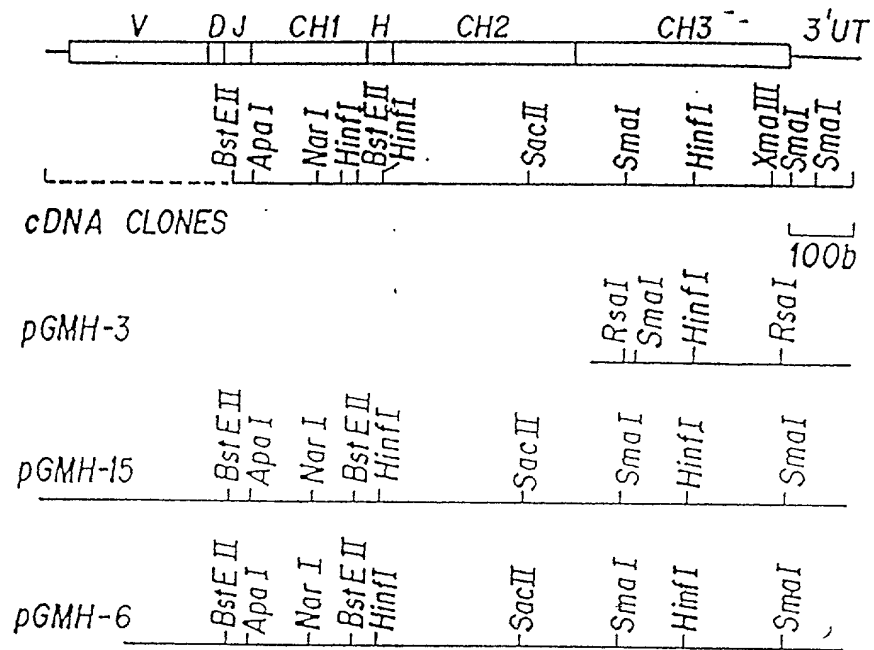 V D J CH1 H CH2 CH3 3'UT
BstEII ApaI NarI HinfI BstEII HinfI SacII SmaI HinfI XmaIII SmaI SmaI
cDNA CLONES
100b
pGMH-3 RsaI SmaI HinfI RsaI
pGMH-15 BstEII ApaI NarI BstEII HinfI SacII SmaI HinfI SmaI
pGMH-6 BstEII ApaI NarI BstEII HinfI SacII SmaI HinfI SmaI